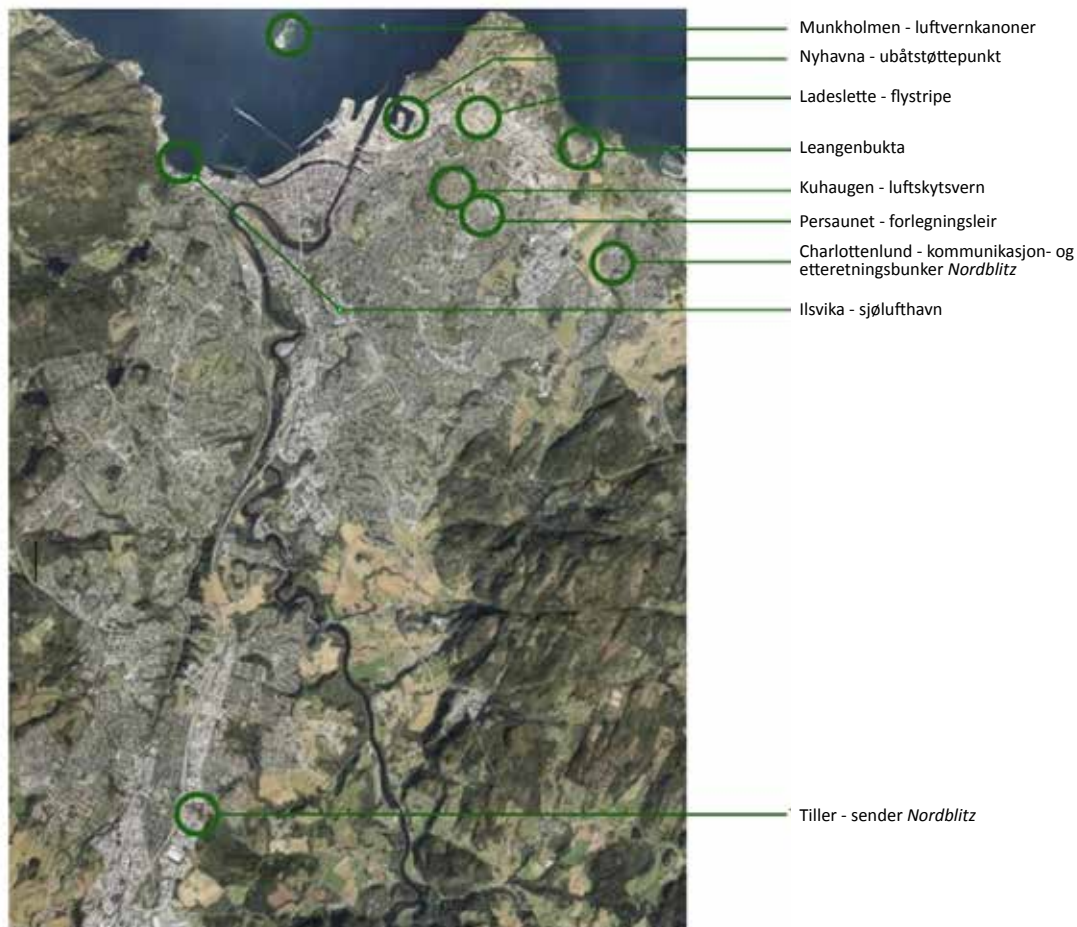 Munkholmen - luftvernkanoner
Nyhavna - ubåtstøttepunkt
Ladeslette - flystripe
Leangenbukta
Kuhaugen - luftskytsvern
Persaunet - forlegningsleir
Charlottenlund - kommunikasjon- og
etteretningsbunker Nordblitz
Ilsvika - sjølufthavn
Tiller - sender Nordblitz